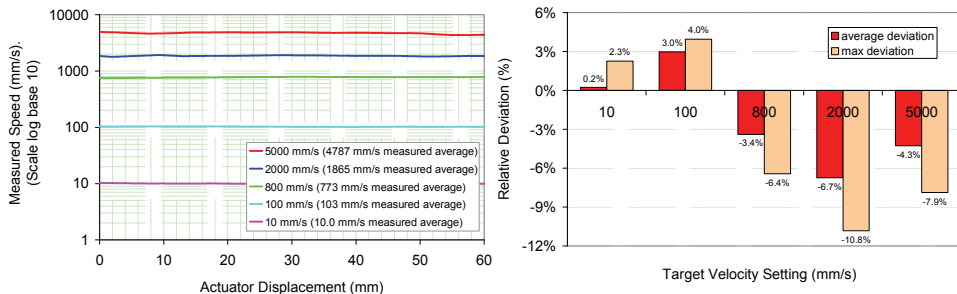 10000
1000
100
10
1
Measured Speed (mm/s).
(Scale log base 10)
5000 mm/s (4787 mm/s measured average)
2000 mm/s (1865 mm/s measured average)
800 mm/s (773 mm/s measured average)
100 mm/s (103 mm/s measured average)
10 mm/s (10.0 mm/s measured average)
0 10 20 30 40 50 60
Actuator Displacement (mm)
6%
3%
0%
-3%
-6%
-9%
-12%
Relative Deviation (%)
average deviation
max deviation
0.2% 2.3% 3.0% 4.0%
10 100 800 2000 5000
-3.4% -6.4% -6.7% -10.8% -4.3% -7.9%
Target Velocity Setting (mm/s)